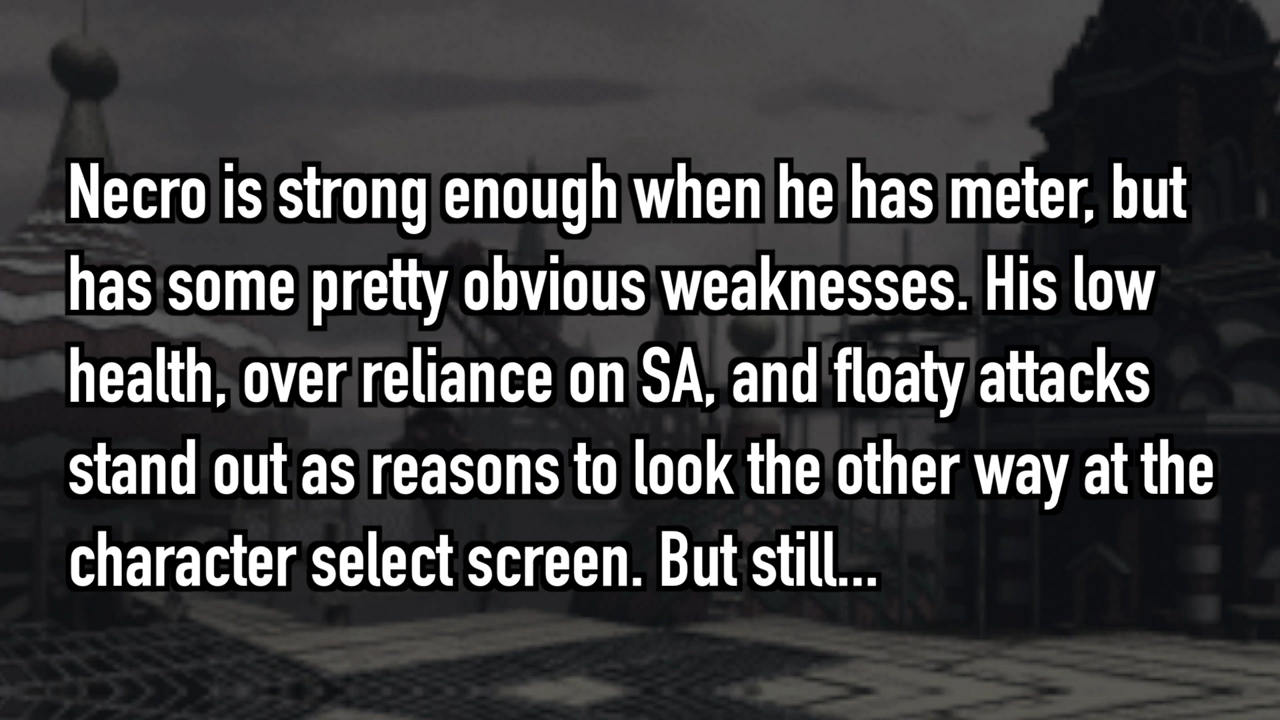 Necro is strong enough when he has meter, but
has some pretty obvious weaknesses. His low
health, over reliance on SA, and floaty attacks
stand out as reasons to look the other way at the
character select screen. But still...